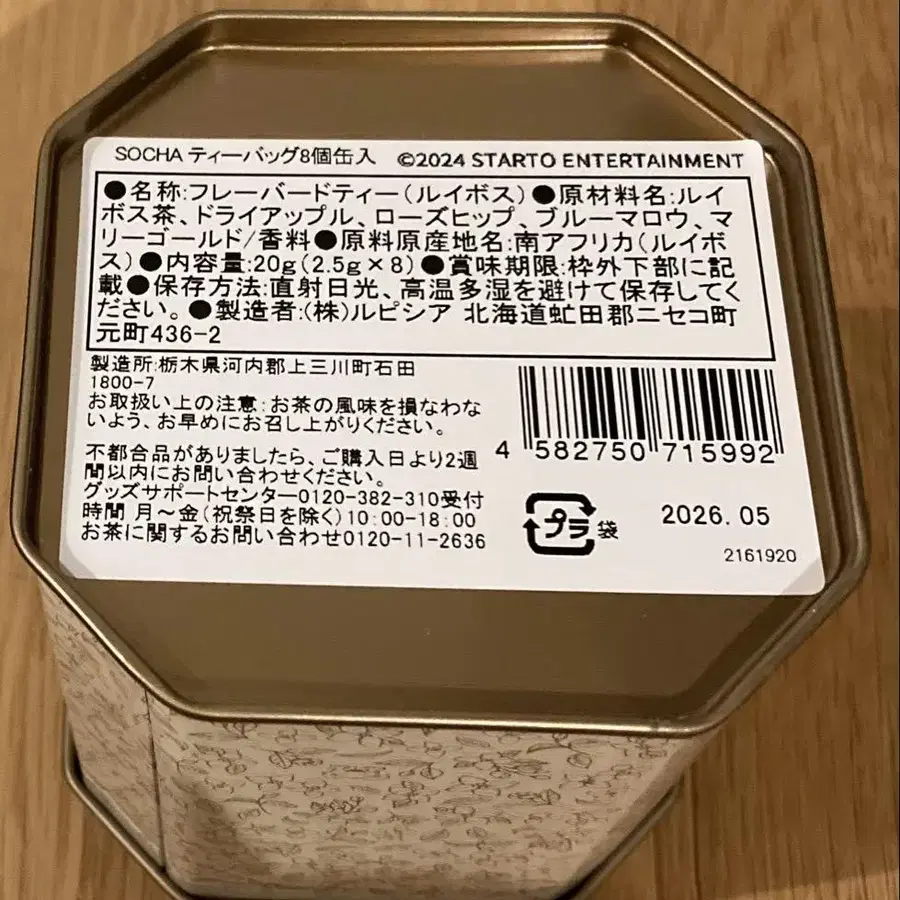 SOCHA ティーバッグ8個缶入 ©2024 STARTO ENTERTAINMENT
●名称:フレーバードティー(ルイボス)●原材料名:ルイ
ボス茶、ドライアップル、ローズヒップ、ブルーマロウ、マ
リーゴールド/香料●原料原産地名:南アフリカ(ルイボ
ス)●内容量:20g(2.5g×8)●賞味期限:枠外下部に記
載●保存方法:直射日光、高温多湿を避けて保存してく
ださい。●製造者:(株)ルピシア 北海道虻田郡ニセコ町
元町436-2
製造所:栃木県河内郡上三川町石田
1800-7
お取扱い上の注意:お茶の風味を損なわな
いよう、お早めにお召し上がりください。
不都合品がありましたら、ご購入日より2週
間以内にお問い合わせください。
グッズサポートセンター0120-382-310受付
時間 月~金(祝祭日を除く)10:00-18:00
お茶に関するお問い合わせ0120-11-2636
4 582750 715992
プラ 袋
2026.05
2161920